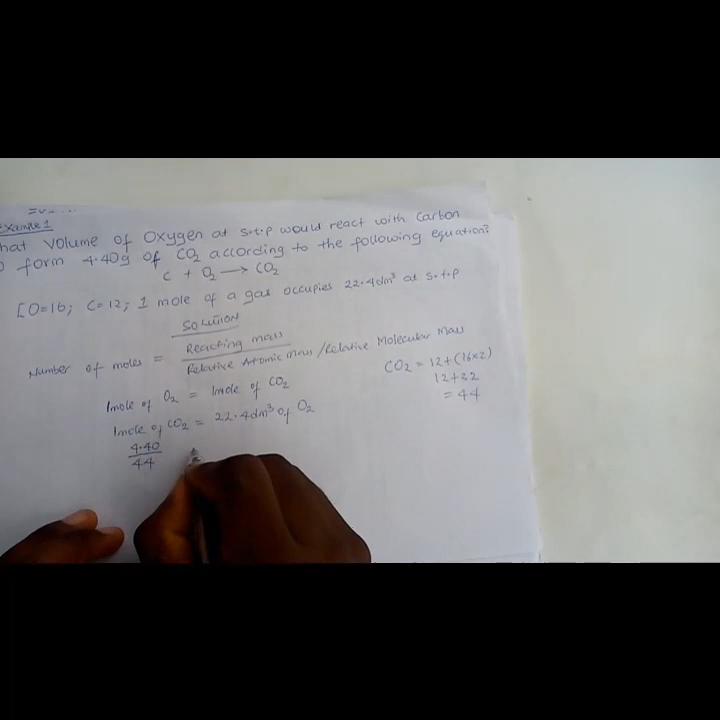 Example 1
hat Volume of Oxygen at s.t.p would react with Carbon
form 4.40g of CO2 according to the following equation?
C + O2 → CO2
[O=16; C=12; 1 mole of a gas occupies 22.4dm³ at s.t.p
SOLUTION
Number of moles = Reacting mass
Relative Atomic Mass/Relative Molecular Mass
1mole of O2 = 1mole of CO2
1mole of CO2 = 22.4dm³ of O2
4.40
44
CO2 = 12+(16×2)
12+32
= 44